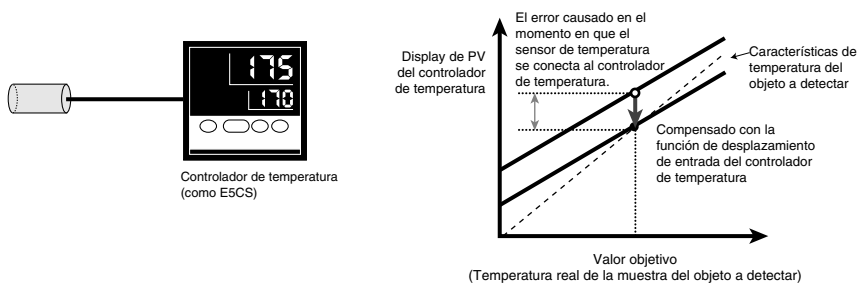 175
170
Controlador de temperatura
(como E5CS)
El error causado en el
momento en que el
sensor de temperatura
se conecta al controlador
de temperatura.
Display de PV
del controlador
de temperatura
Características de
temperatura del
objeto a detectar
Compensado con la
función de desplazamiento
de entrada del controlador
de temperatura
Valor objetivo
(Temperatura real de la muestra del objeto a detectar)